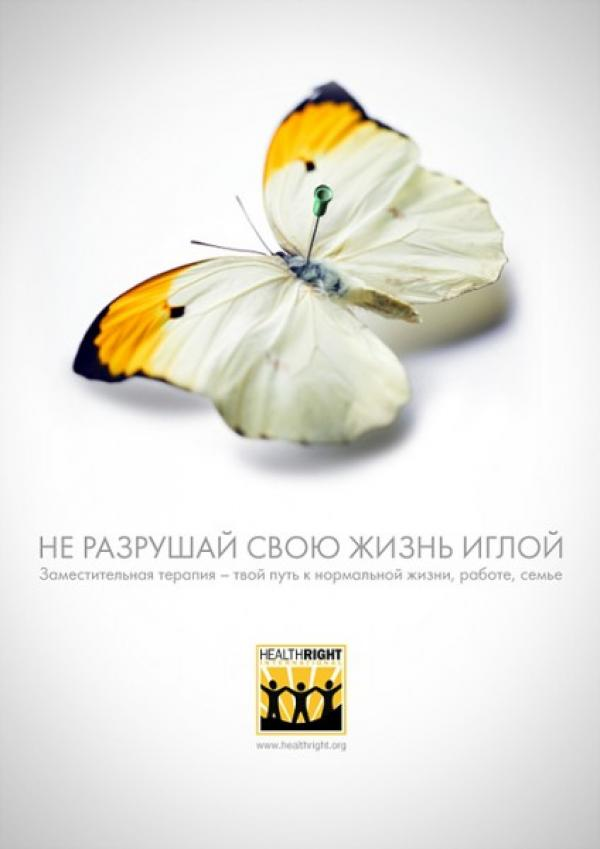 НЕ РАЗРУШАЙ СВОЮ ЖИЗНЬ ИГЛОЙ
Заместительная терапия – твой путь к нормальной жизни, работе, семье
HEALTHRIGHT
INTERNATIONAL
www.healthright.org